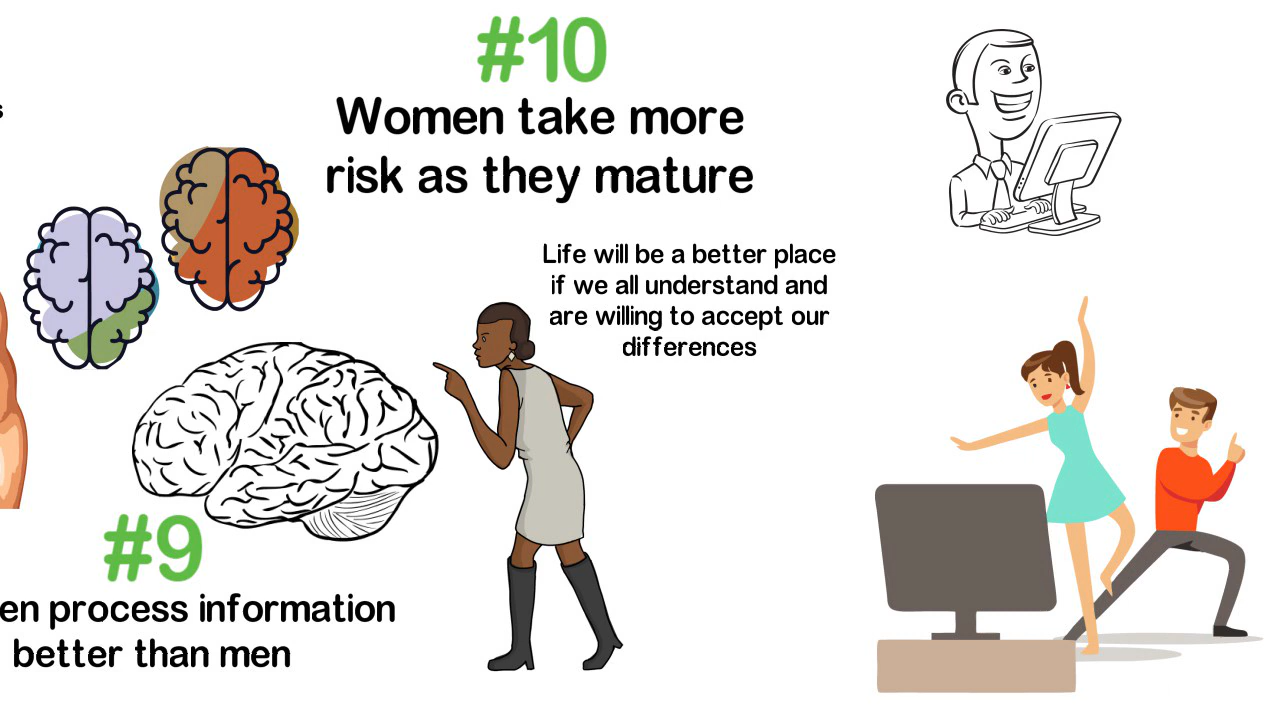 #10
Women take more
risk as they mature
Life will be a better place
if we all understand and
are willing to accept our
differences
#9
process information
better than men